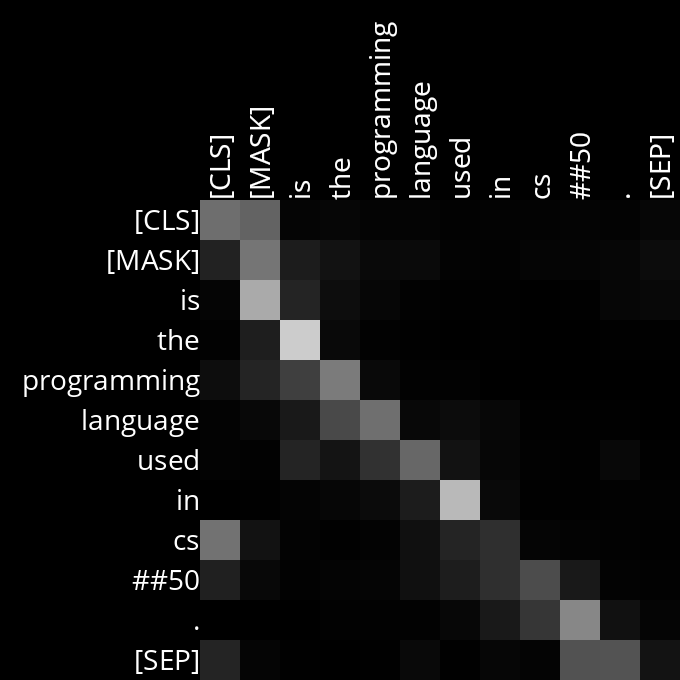 [CLS]
[MASK]
is
the
programming
language
used
in
cs
##50
.
[SEP]
[CLS]
[MASK]
is
the
programming
language
used
in
cs
##50
.
[SEP]